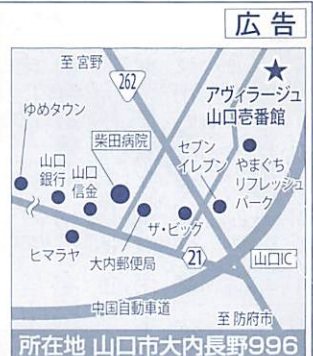 広告
至 宮野
262
アヴィラージュ
山口壱番館
ゆめタウン
柴田病院
セブン
イレブン
やまぐち
リフレッシュ
パーク
山口
銀行
山口
信金
ザ・ビッグ
大内郵便局
ヒマラヤ
21
山口IC
中国自動車道
至 防府市
所在地 山口市大内長野996